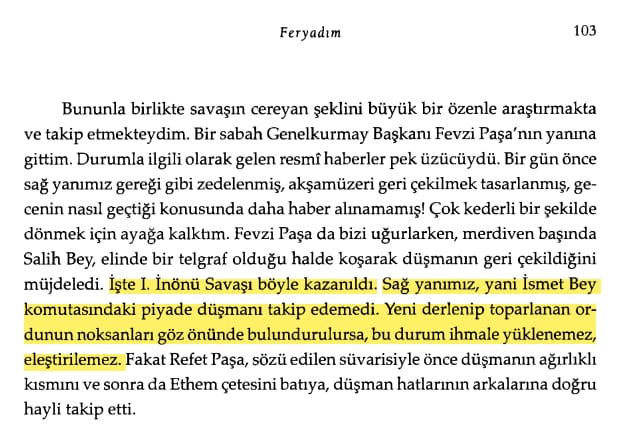 Feryadım
103
Bununla birlikte savaşın cereyan şeklini büyük bir özenle araştırmakta
ve takip etmekteydim. Bir sabah Genelkurmay Başkanı Fevzi Paşa'nın yanına
gittim. Durumla ilgili olarak gelen resmî haberler pek üzücüydü. Bir gün önce
sağ yanımız gereği gibi zedelenmiş, akşamüzeri geri çekilmek tasarlanmış, ge-
cenin nasıl geçtiği konusunda daha haber alınamamış! Çok kederli bir şekilde
dönmek için ayağa kalktım. Fevzi Paşa da bizi uğurlarken, merdiven başında
Salih Bey, elinde bir telgraf olduğu halde koşarak düşmanın geri çekildiğini
müjdeledi. İşte I. İnönü Savaşı böyle kazanıldı. Sağ yanımız, yani İsmet Bey
komutasındaki piyade düşmanı takip edemedi. Yeni derlenip toparlanan or-
dunun noksanları göz önünde bulundurulursa, bu durum ihmale yüklenemez,
eleştirilemez. Fakat Refet Paşa, sözü edilen süvarisiyle önce düşmanın ağırlıklı
kısmını ve sonra da Ethem çetesini batıya, düşman hatlarının arkalarına doğru
hayli takip etti.